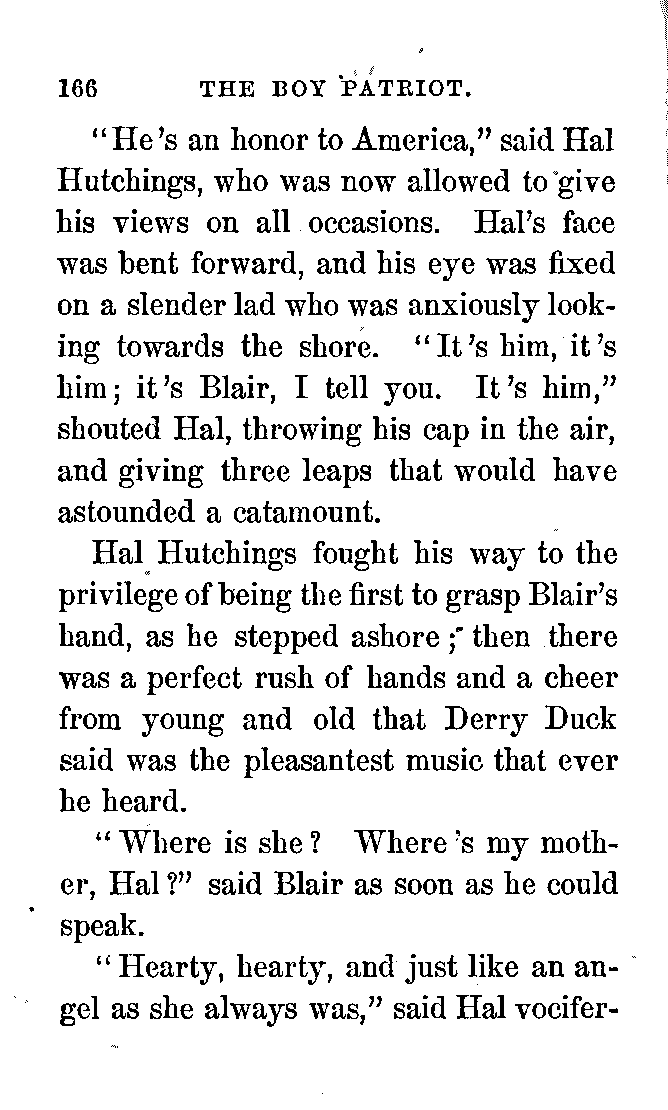 166 THE BOY PATRIOT.
“He’s an honor to America,” said Hal
Hutchings, who was now allowed to give
his views on all occasions. Hal’s face
was bent forward, and his eye was fixed
on a slender lad who was anxiously look-
ing towards the shore. “It’s him, it’s
him; it’s Blair, I tell you. It’s him,”
shouted Hal, throwing his cap in the air,
and giving three leaps that would have
astounded a catamount.
Hal Hutchings fought his way to the
privilege of being the first to grasp Blair’s
hand, as he stepped ashore; then there
was a perfect rush of hands and a cheer
from young and old that Derry Duck
said was the pleasantest music that ever
he heard.
“Where is she? Where’s my moth-
er, Hal?” said Blair as soon as he could
speak.
“Hearty, hearty, and just like an an-
gel as she always was,” said Hal vocifer-